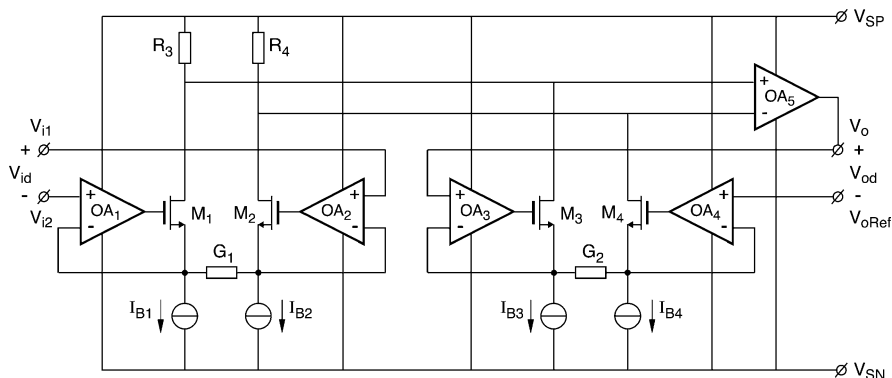 V_SP
R_3 R_4
+ OA_5 -
V_i1 V_o
+ +
V_id V_od
- -
V_i2 V_oRef
+ OA_1 - M_1 M_2 + OA_2 - + OA_3 - M_3 M_4 + OA_4 -
G_1 G_2
I_B1 I_B2 I_B3 I_B4
V_SN